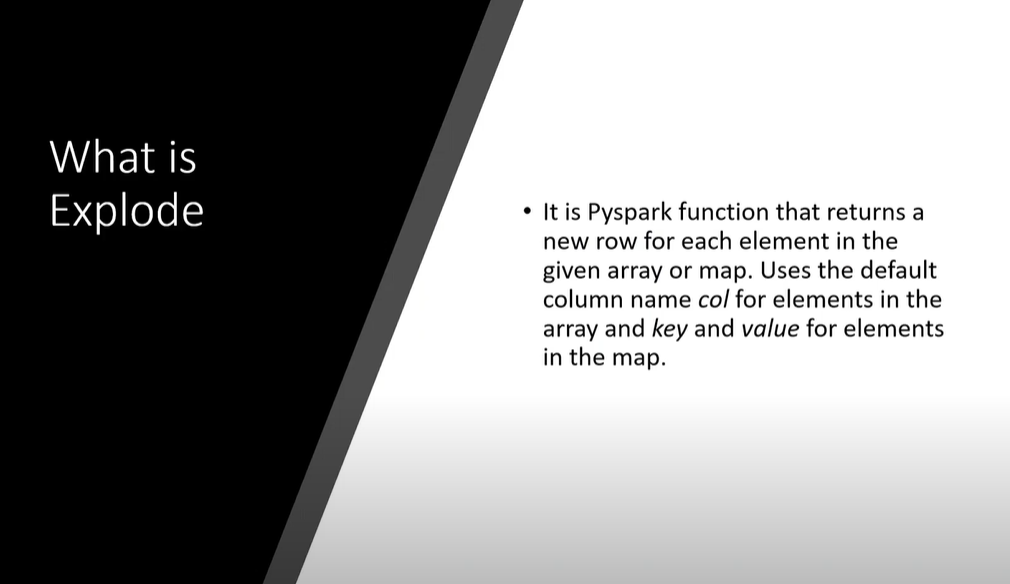 What is
Explode
• It is Pyspark function that returns a
new row for each element in the
given array or map. Uses the default
column name col for elements in the
array and key and value for elements
in the map.